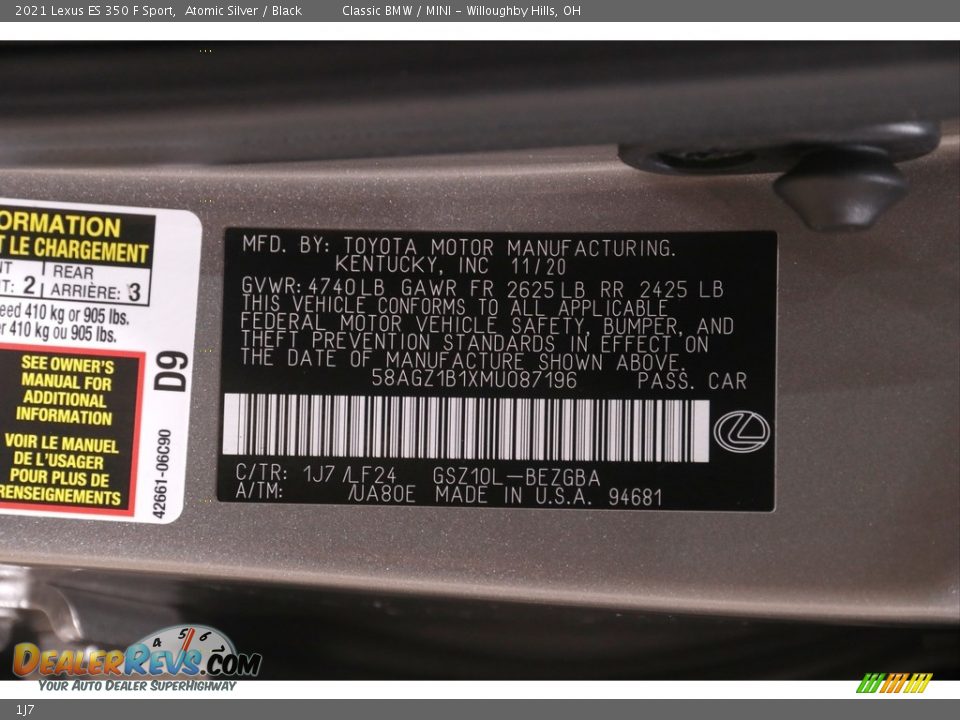 2021 Lexus ES 350 F Sport,  Atomic Silver / Black     Classic BMW / MINI – Willoughby Hills, OH
ORMATION
T LE CHARGEMENT
REAR
2 ARRIÈRE: 3
eed 410 kg or 905 lbs.
er 410 kg ou 905 lbs.
SEE OWNER'S
MANUAL FOR
ADDITIONAL
INFORMATION
VOIR LE MANUEL
DE L'USAGER
POUR PLUS DE
RENSEIGNEMENTS
D9
42661-06C90
MFD. BY: TOYOTA MOTOR MANUFACTURING.
KENTUCKY, INC 11/20
GVWR: 4740LB GAWR FR 2625LB RR 2425 LB
THIS VEHICLE CONFORMS TO ALL APPLICABLE
FEDERAL MOTOR VEHICLE SAFETY, BUMPER, AND
THEFT PREVENTION STANDARDS IN EFFECT ON
THE DATE OF MANUFACTURE SHOWN ABOVE.
58AGZ1B1XMU087196 PASS. CAR
C/TR: 1J7 /LF24 GSZ10L-BEZGBA
A/TM: /UA80E MADE IN U.S.A. 94681
4 5 6
DEALERREVS.COM
YOUR AUTO DEALER SUPERHIGHWAY
1J7